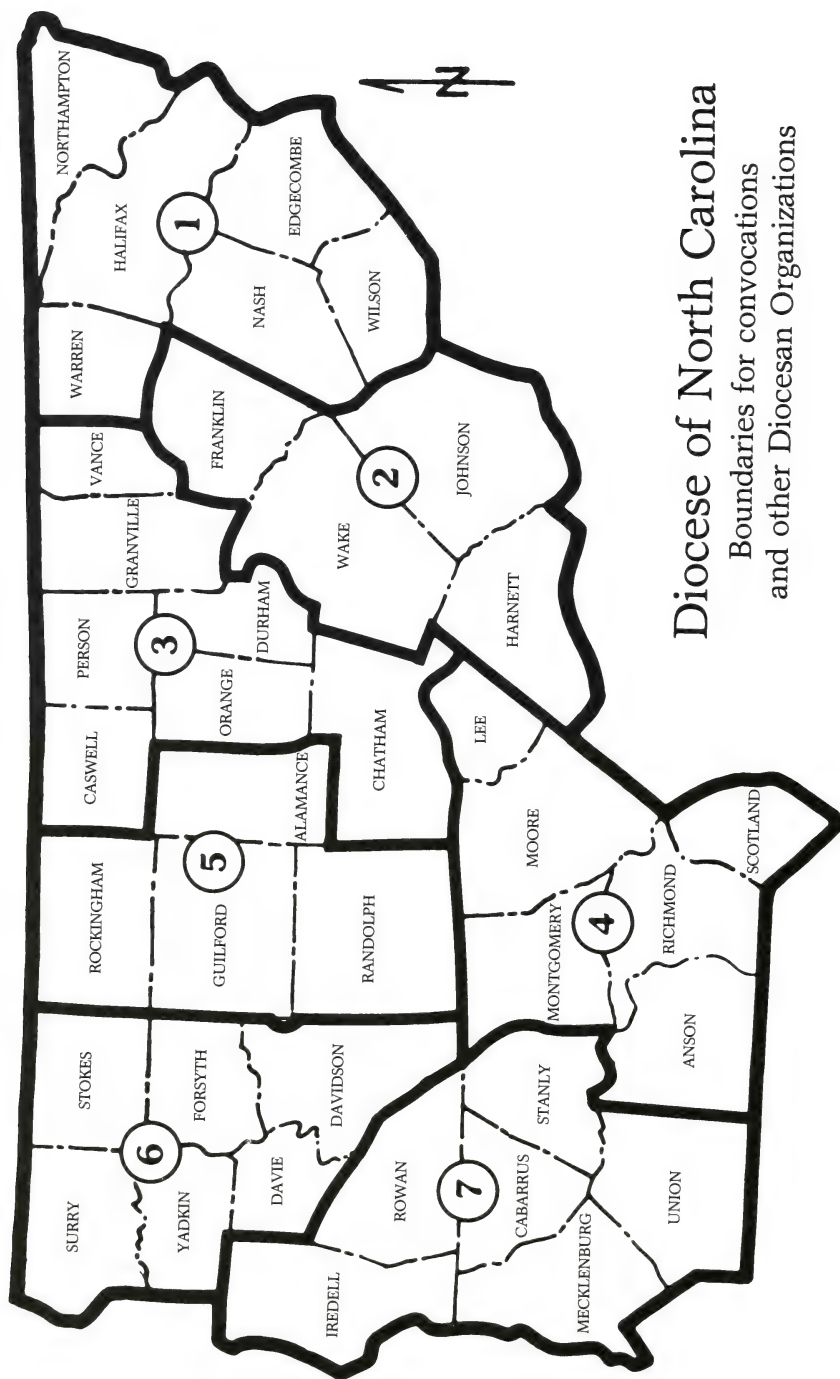 NORTHAMPTON
HALIFAX
WARREN
1
EDGECOMBE
NASH
WILSON
VANCE
FRANKLIN
GRANVILLE
2
WAKE
JOHNSON
HARNETT
PERSON
3
DURHAM
ORANGE
CASWELL
CHATHAM
LEE
ALAMANCE
5
ROCKINGHAM
GUILFORD
RANDOLPH
MOORE
MONTGOMERY
4
RICHMOND
SCOTLAND
ANSON
STOKES
FORSYTH
DAVIDSON
6
SURRY
YADKIN
DAVIE
ROWAN
STANLY
7
CABARRUS
IREDELL
MECKLENBURG
UNION
N
Diocese of North Carolina
Boundaries for convocations
and other Diocesan Organizations